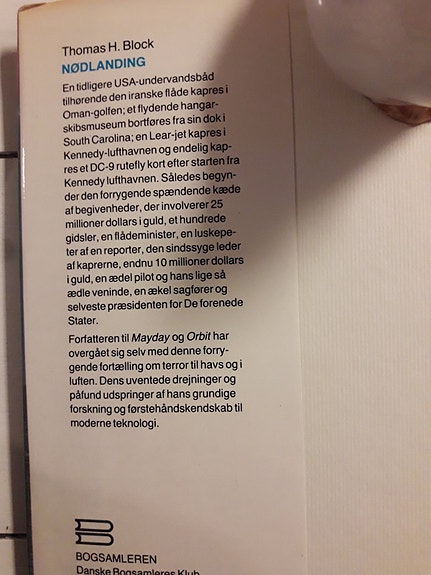 Thomas H. Block
NØDLANDING
En tidligere USA-undervandsbåd
tilhørende den iranske flåde kapres i
Oman-golfen; et flydende hangar-
skibsmuseum bortføres fra sin dok i
South Carolina; en Lear-jet kapres i
Kennedy-lufthavnen og endelig kap-
res et DC-9 rutefly kort efter starten fra
Kennedy lufthavnen. Således begyn-
der den forrygende spændende kæde
af begivenheder, der involverer 25
millioner dollars i guld, et hundrede
gidsler, en flådeminister, en luskepe-
ter af en reporter, den sindssyge leder
af kaprerne, endnu 10 millioner dollars
i guld, en ædel pilot og hans lige så
ædle veninde, en ækel sagfører og
selveste præsidenten for De forenede
Stater.
Forfatteren til Mayday og Orbit har
overgået sig selv med denne forry-
gende fortælling om terror til havs og i
luften. Dens uventede drejninger og
påfund udspringer af hans grundige
forskning og førstehåndskendskab til
moderne teknologi.
BOGSAMLEREN
Danske Bogsamleres Klub